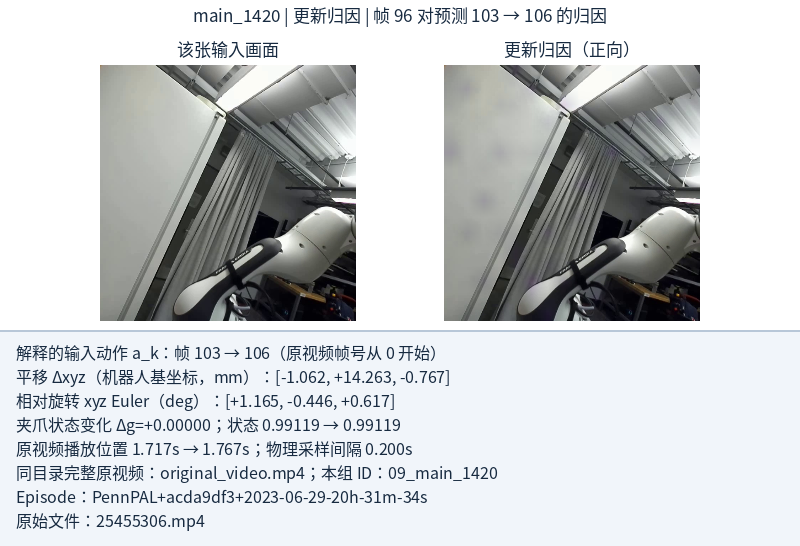 main_1420 | 更新归因 | 帧 96 对预测 103 → 106 的归因
该张输入画面
更新归因（正向）
解释的输入动作 a_k：帧 103 → 106（原视频帧号从 0 开始）
平移 Δxyz（机器人基坐标，mm）：[-1.062, +14.263, -0.767]
相对旋转 xyz Euler（deg）：[+1.165, -0.446, +0.617]
夹爪状态变化 Δg=+0.00000；状态 0.99119 → 0.99119
原视频播放位置 1.717s → 1.767s；物理采样间隔 0.200s
同目录完整原视频：original_video.mp4；本组 ID：09_main_1420
Episode：PennPAL+acda9df3+2023-06-29-20h-31m-34s
原始文件：25455306.mp4